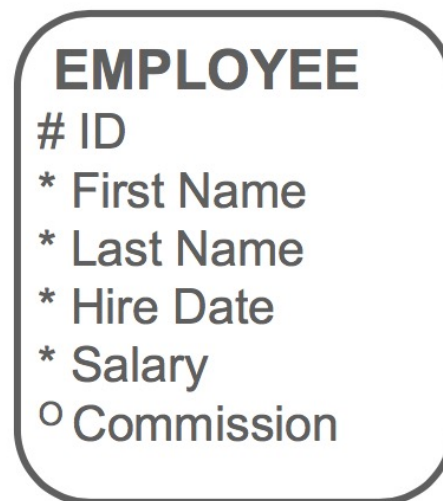 EMPLOYEE
# ID
* First Name
* Last Name
* Hire Date
* Salary
o Commission